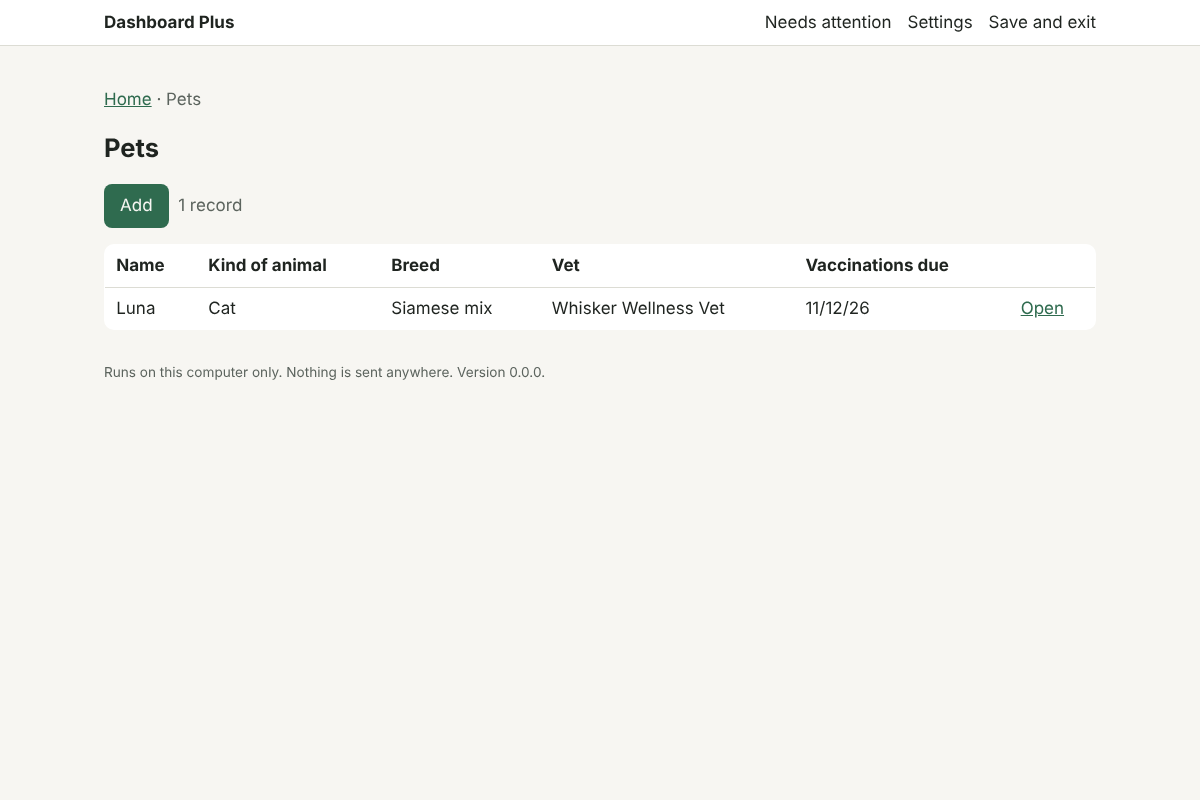 Dashboard Plus
Needs attention Settings Save and exit
Home · Pets
Pets
Add 1 record
Name Kind of animal Breed Vet Vaccinations due
Luna Cat Siamese mix Whisker Wellness Vet 11/12/26 Open
Runs on this computer only. Nothing is sent anywhere. Version 0.0.0.